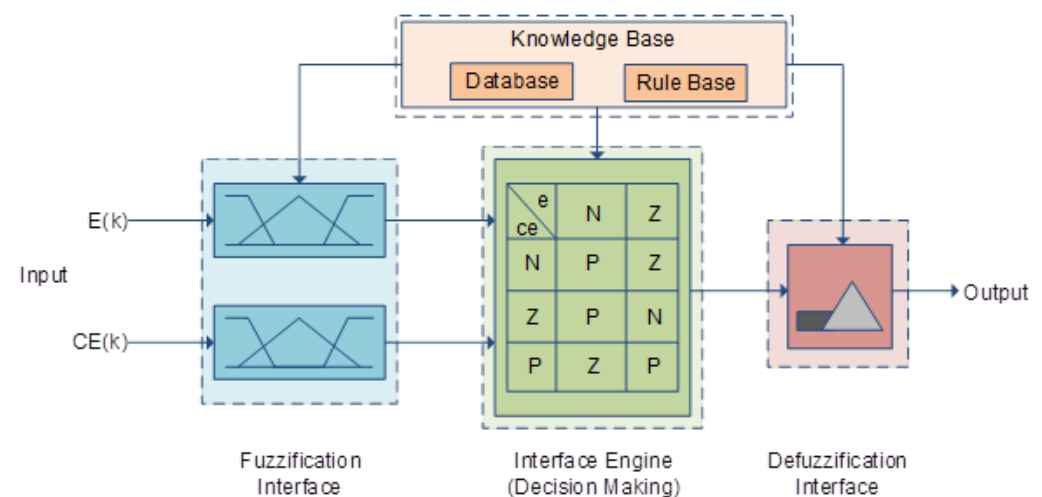 Knowledge Base
Database
Rule Base
E(k)
Input
CE(k)
e
ce
N
Z
N
P
Z
Z
P
N
P
Z
P
Output
Fuzzification
Interface
Interface Engine
(Decision Making)
Defuzzification
Interface